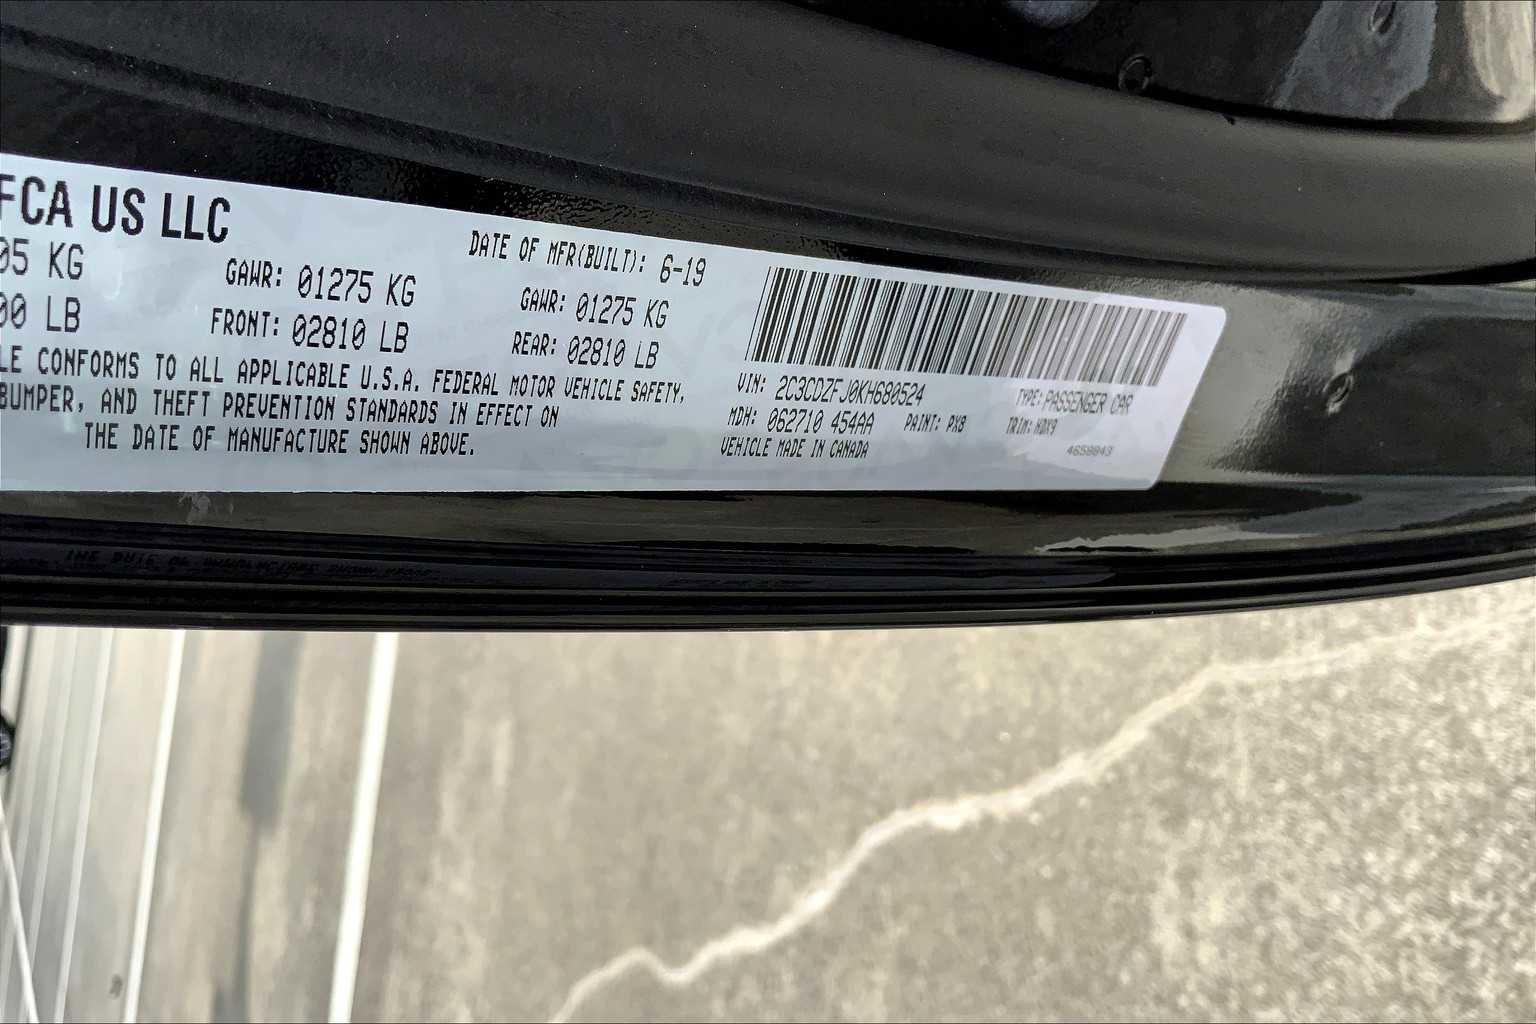 FCA US LLC
05 KG
00 LB
GAWR: 01275 KG
FRONT: 02810 LB
DATE OF MFR(BUILT): 6-19
GAWR: 01275 KG
REAR: 02810 LB
LE CONFORMS TO ALL APPLICABLE U.S.A. FEDERAL MOTOR VEHICLE SAFETY,
BUMPER, AND THEFT PREVENTION STANDARDS IN EFFECT ON
THE DATE OF MANUFACTURE SHOWN ABOVE.
VIN: 2C3CDZFJ0KH680524
TYPE: PASSENGER CAR
MDH: 062710 454AA
PAINT: PX8
TRIM: HDX9
VEHICLE MADE IN CANADA